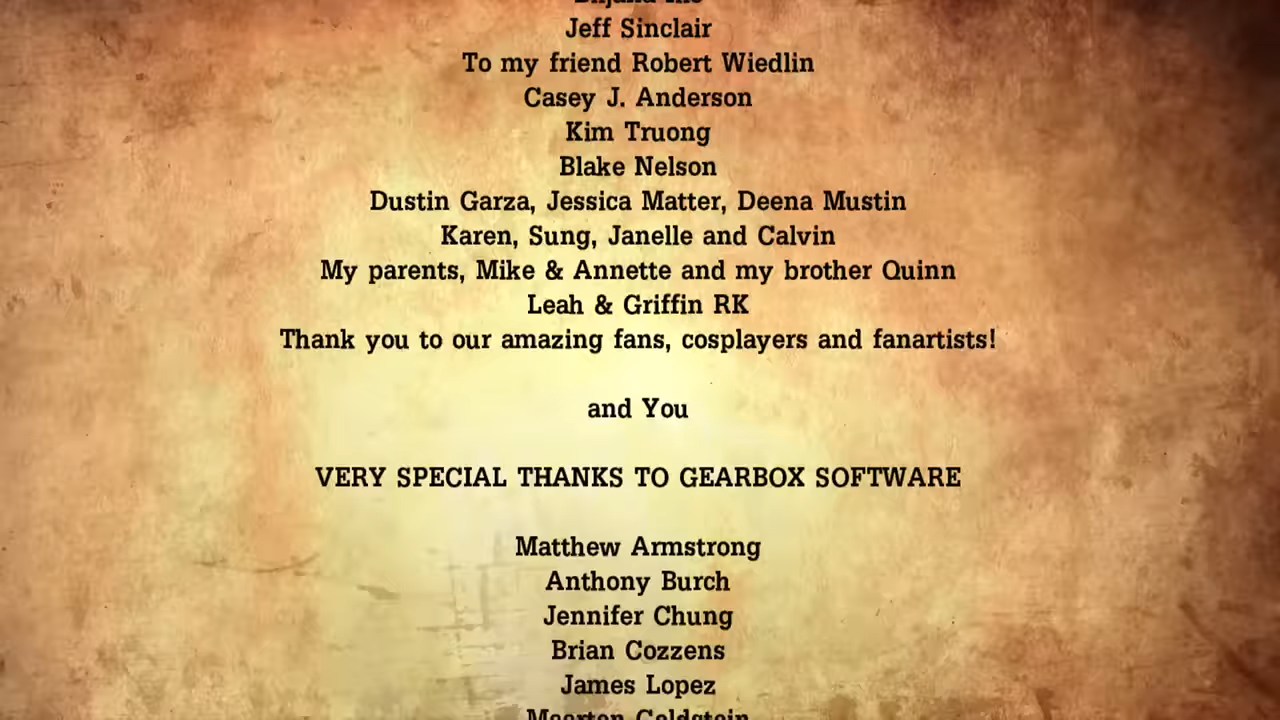 Jeff Sinclair
To my friend Robert Wiedlin
Casey J. Anderson
Kim Truong
Blake Nelson
Dustin Garza, Jessica Matter, Deena Mustin
Karen, Sung, Janelle and Calvin
My parents, Mike & Annette and my brother Quinn
Leah & Griffin RK
Thank you to our amazing fans, cosplayers and fanartists!
and You
VERY SPECIAL THANKS TO GEARBOX SOFTWARE
Matthew Armstrong
Anthony Burch
Jennifer Chung
Brian Cozzens
James Lopez